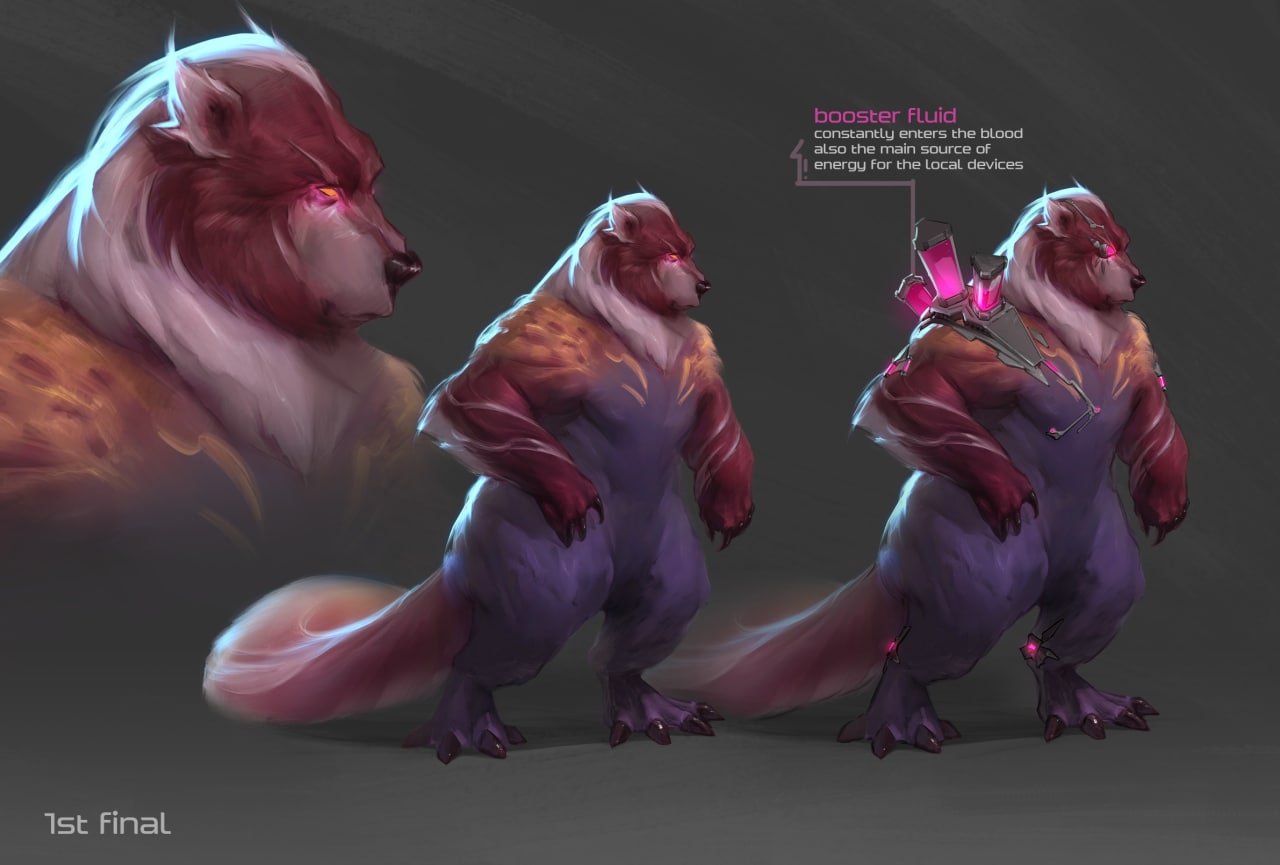 booster fluid
constantly enters the blood
also the main source of
energy for the local devices
1st final